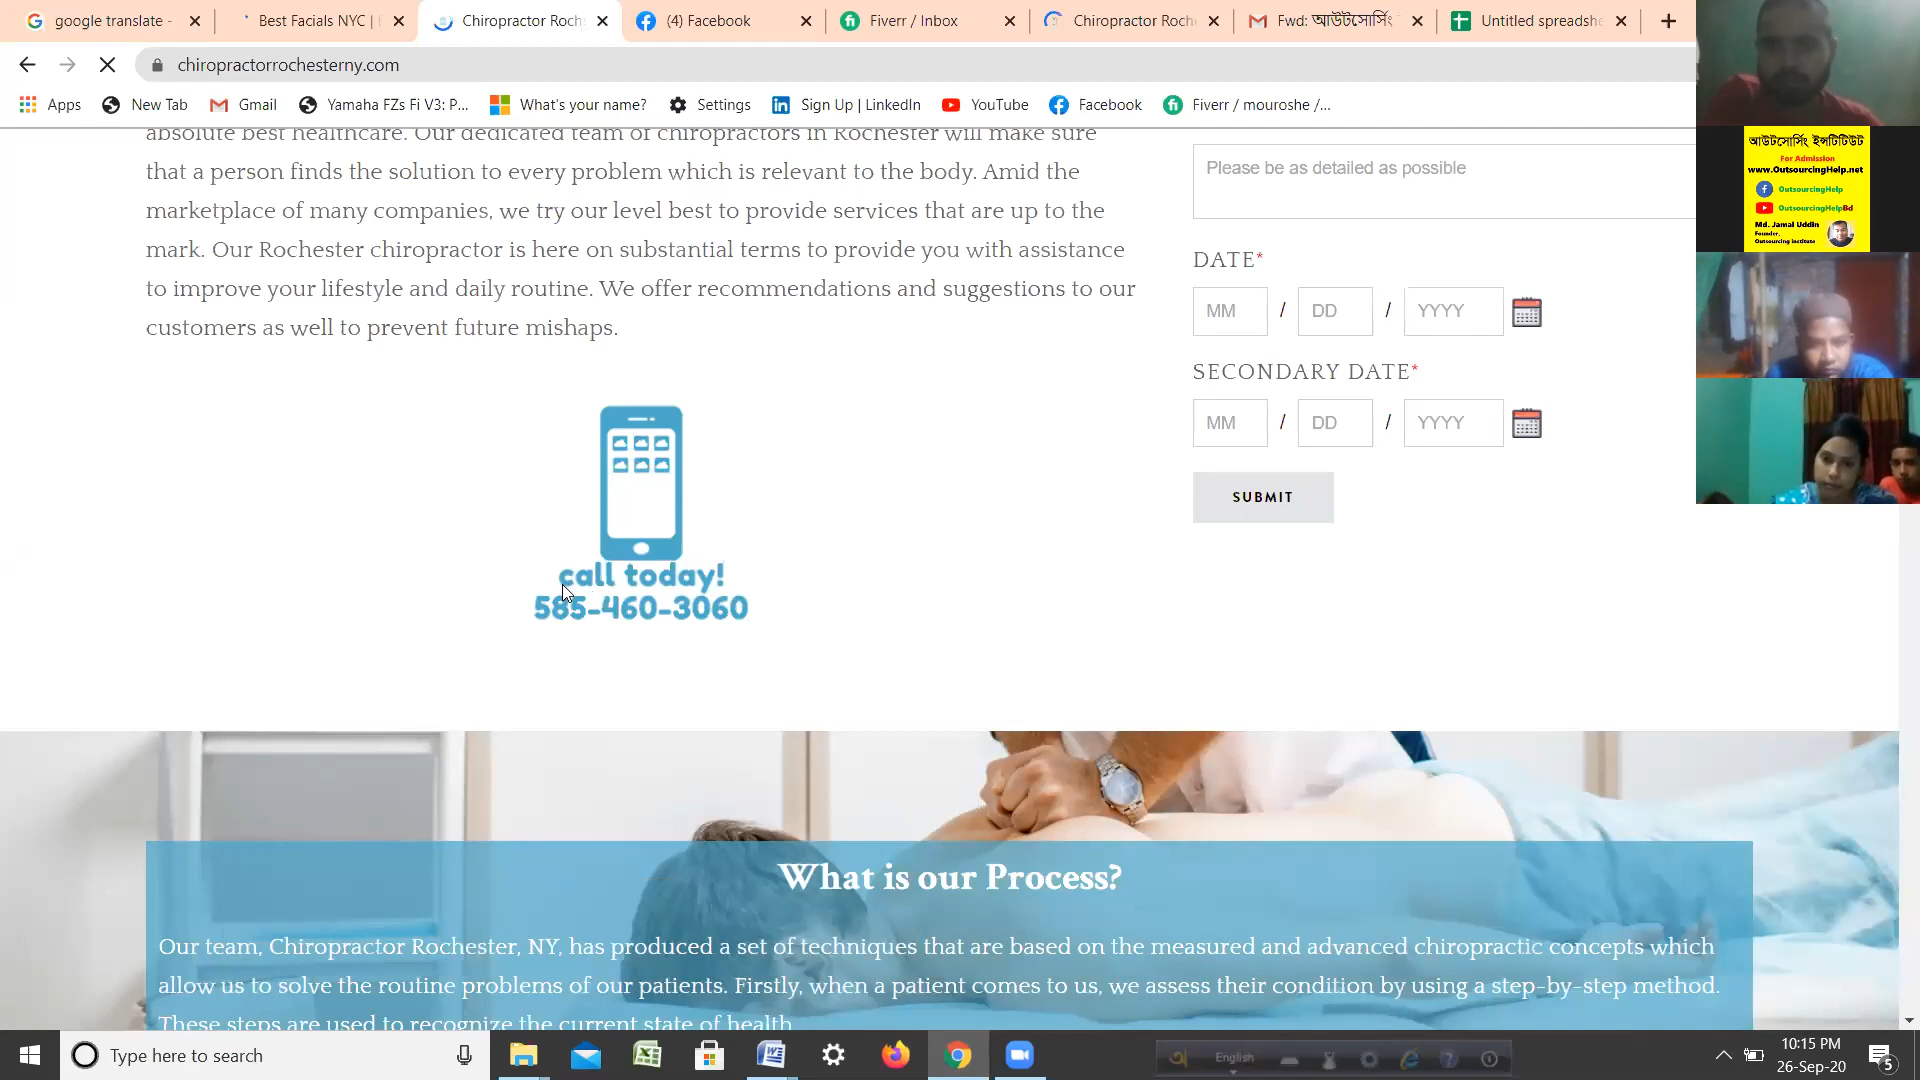 google translate -
Best Facials NYC |
Chiropractor Roch
(4) Facebook
Fiverr / Inbox
Chiropractor Roch
Fwd: আউটসোর্সিং
Untitled spreadsh
chiropractorrochesterny.com
Apps
New Tab
Gmail
Yamaha FZs Fi V3: P...
What's your name?
Settings
Sign Up | LinkedIn
YouTube
Facebook
Fiverr / mouroshe /...
absolute best healthcare. Our dedicated team of chiropractors in Rochester will make sure
that a person finds the solution to every problem which is relevant to the body. Amid the
marketplace of many companies, we try our level best to provide services that are up to the
mark. Our Rochester chiropractor is here on substantial terms to provide you with assistance
to improve your lifestyle and daily routine. We offer recommendations and suggestions to our
customers as well to prevent future mishaps.
call today!
585-460-3060
Please be as detailed as possible
DATE*
MM / DD / YYYY
SECONDARY DATE*
MM / DD / YYYY
SUBMIT
আউটসোর্সিং ইন্সটিটিউট
For Admission
www.OutsourcingHelp.net
OutsourcingHelp
OutsourcingHelpBd
Md. Jamal Uddin
Founder,
Outsourcing institute
What is our Process?
Our team, Chiropractor Rochester, NY, has produced a set of techniques that are based on the measured and advanced chiropractic concepts which
allow us to solve the routine problems of our patients. Firstly, when a patient comes to us, we assess their condition by using a step-by-step method.
These steps are used to recognize the current state of health
Type here to search
English
10:15 PM
26-Sep-20
5